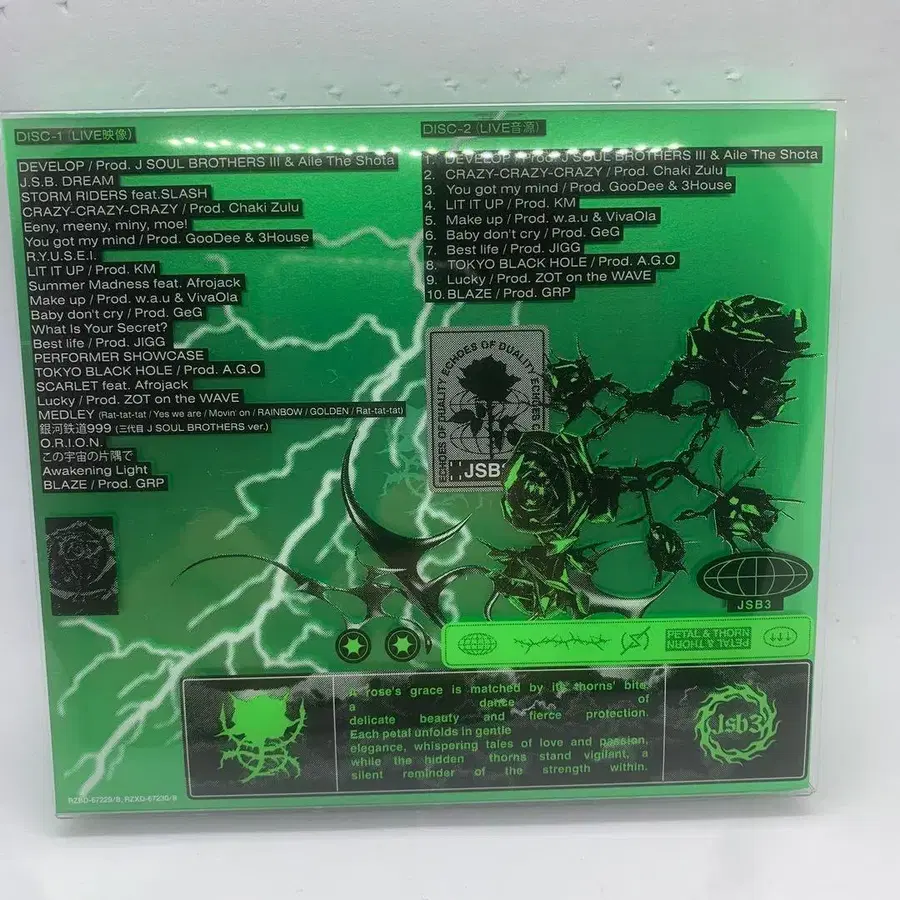 DISC-1 (LIVE映像)
DEVELOP / Prod. J SOUL BROTHERS III & Aile The Shota
J.S.B. DREAM
STORM RIDERS feat.SLASH
CRAZY-CRAZY-CRAZY / Prod. Chaki Zulu
Eeny, meeny, miny, moe!
You got my mind / Prod. GooDee & 3House
R.Y.U.S.E.I.
LIT IT UP / Prod. KM
Summer Madness feat. Afrojack
Make up / Prod. w.a.u & VivaOla
Baby don't cry / Prod. GeG
What Is Your Secret?
Best life / Prod. JIGG
PERFORMER SHOWCASE
TOKYO BLACK HOLE / Prod. A.G.O
SCARLET feat. Afrojack
Lucky / Prod. ZOT on the WAVE
MEDLEY (Rat-tat-tat / Yes we are / Movin' on / RAINBOW / GOLDEN / Rat-tat-tat)
銀河鉄道999 (三代目 J SOUL BROTHERS ver.)
O.R.I.O.N.
この宇宙の片隅で
Awakening Light
BLAZE / Prod. GRP
DISC-2 (LIVE音源)
1. DEVELOP / Prod. J SOUL BROTHERS III & Aile The Shota
2. CRAZY-CRAZY-CRAZY / Prod. Chaki Zulu
3. You got my mind / Prod. GooDee & 3House
4. LIT IT UP / Prod. KM
5. Make up / Prod. w.a.u & VivaOla
6. Baby don't cry / Prod. GeG
7. Best life / Prod. JIGG
8. TOKYO BLACK HOLE / Prod. A.G.O
9. Lucky / Prod. ZOT on the WAVE
10. BLAZE / Prod. GRP
ECHOES OF DUALITY ECHOES OF DUALITY ECHOES
JSB3
JSB3
PETAL & THORN
PETAL & THORN
A rose's grace is matched by its thorns' bite:
a dance of
delicate beauty and fierce protection.
Each petal unfolds in gentle
elegance, whispering tales of love and passion,
while the hidden thorns stand vigilant, a
silent reminder of the strength within.
Jsb3
RZBD-67229/B, RZXD-67230/B